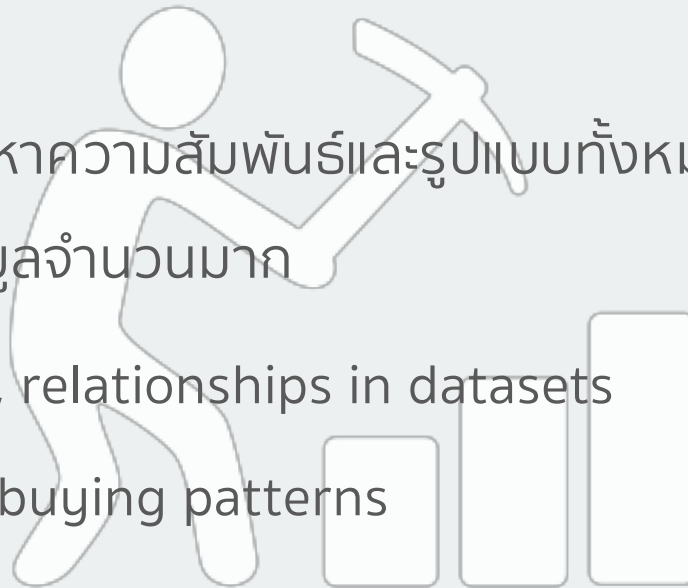 หาความสัมพันธ์และรูปแบบทั้งหม
มูลจำนวนมาก
, relationships in datasets
buying patterns